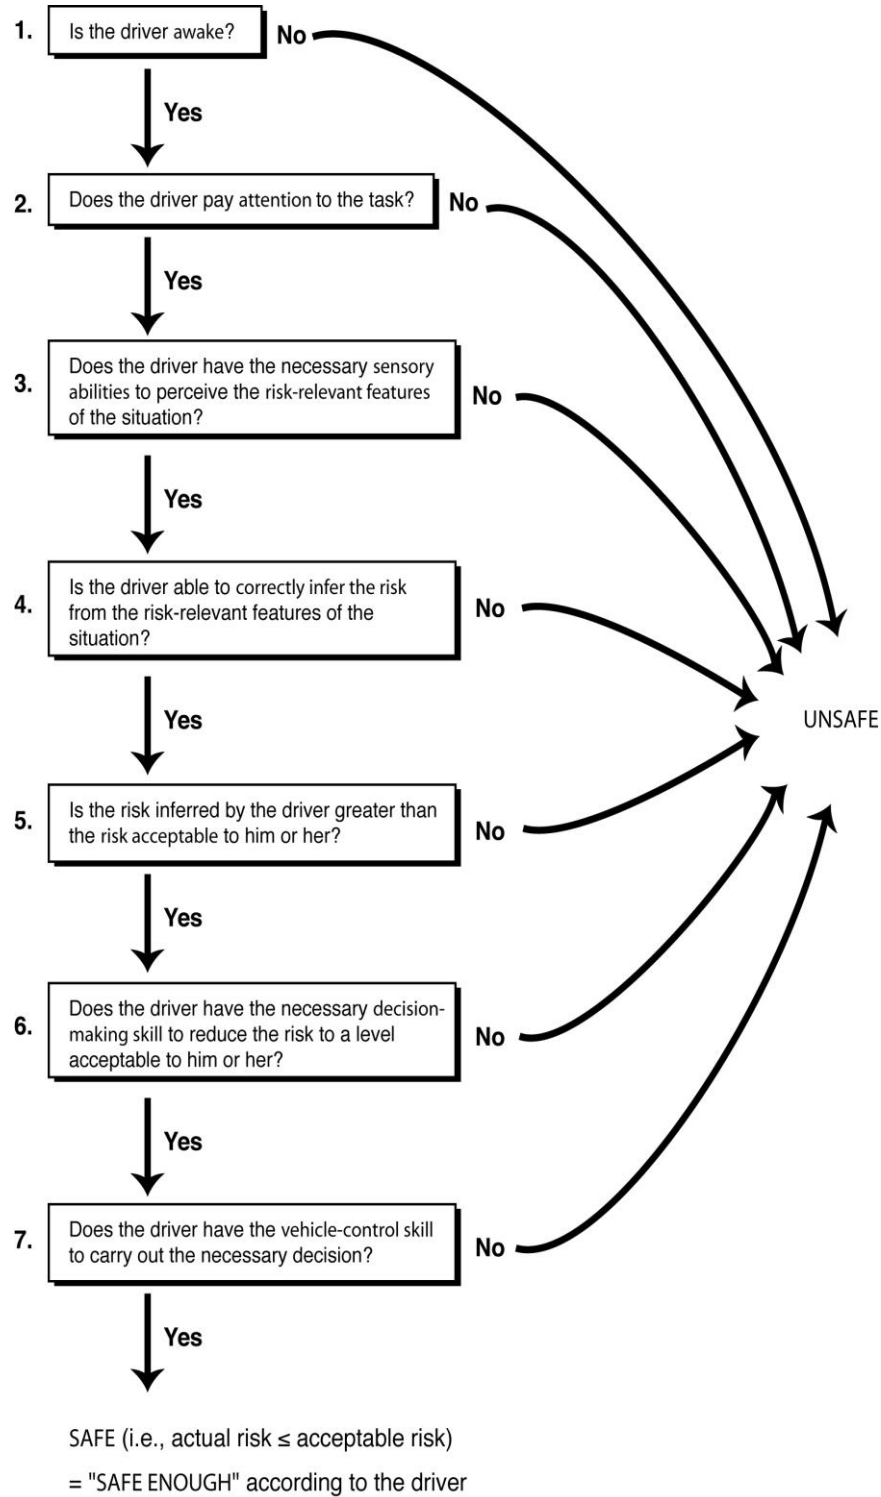 1. Is the driver awake? No
Yes
2. Does the driver pay attention to the task? No
Yes
3. Does the driver have the necessary sensory
abilities to perceive the risk-relevant features
of the situation?
No
Yes
4. Is the driver able to correctly infer the risk
from the risk-relevant features of the
situation?
No
UNSAFE
Yes
5. Is the risk inferred by the driver greater than
the risk acceptable to him or her?
No
Yes
6. Does the driver have the necessary decision-
making skill to reduce the risk to a level
acceptable to him or her?
No
Yes
7. Does the driver have the vehicle-control skill
to carry out the necessary decision?
No
Yes
SAFE (i.e., actual risk ≤ acceptable risk)
= "SAFE ENOUGH" according to the driver